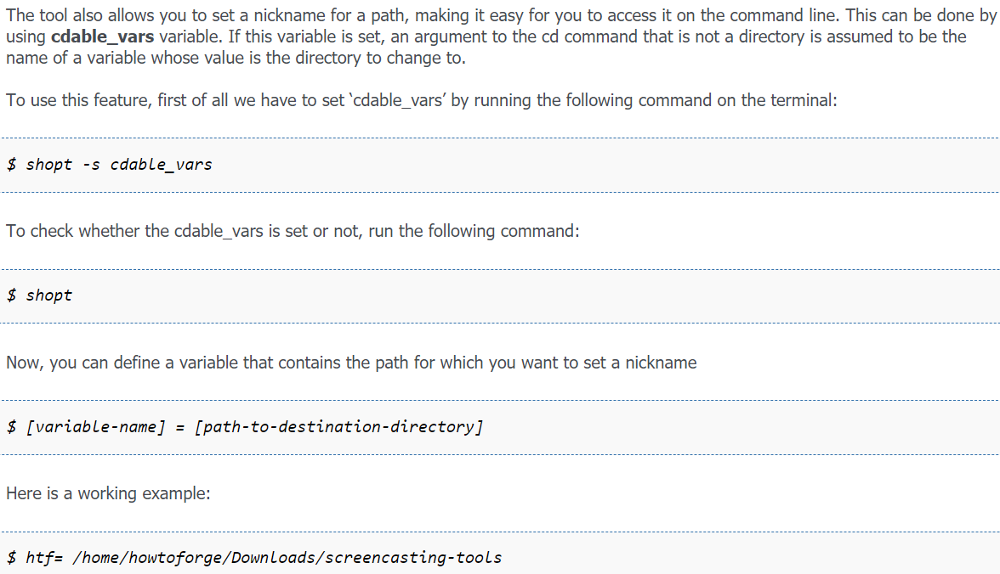 The tool also allows you to set a nickname for a path, making it easy for you to access it on the command line. This can be done by
using cdable_vars variable. If this variable is set, an argument to the cd command that is not a directory is assumed to be the
name of a variable whose value is the directory to change to.
To use this feature, first of all we have to set ‘cdable_vars’ by running the following command on the terminal:
$ shopt -s cdable_vars
To check whether the cdable_vars is set or not, run the following command:
$ shopt
Now, you can define a variable that contains the path for which you want to set a nickname
$ [variable-name] = [path-to-destination-directory]
Here is a working example:
$ htf= /home/howtoforge/Downloads/screencasting-tools